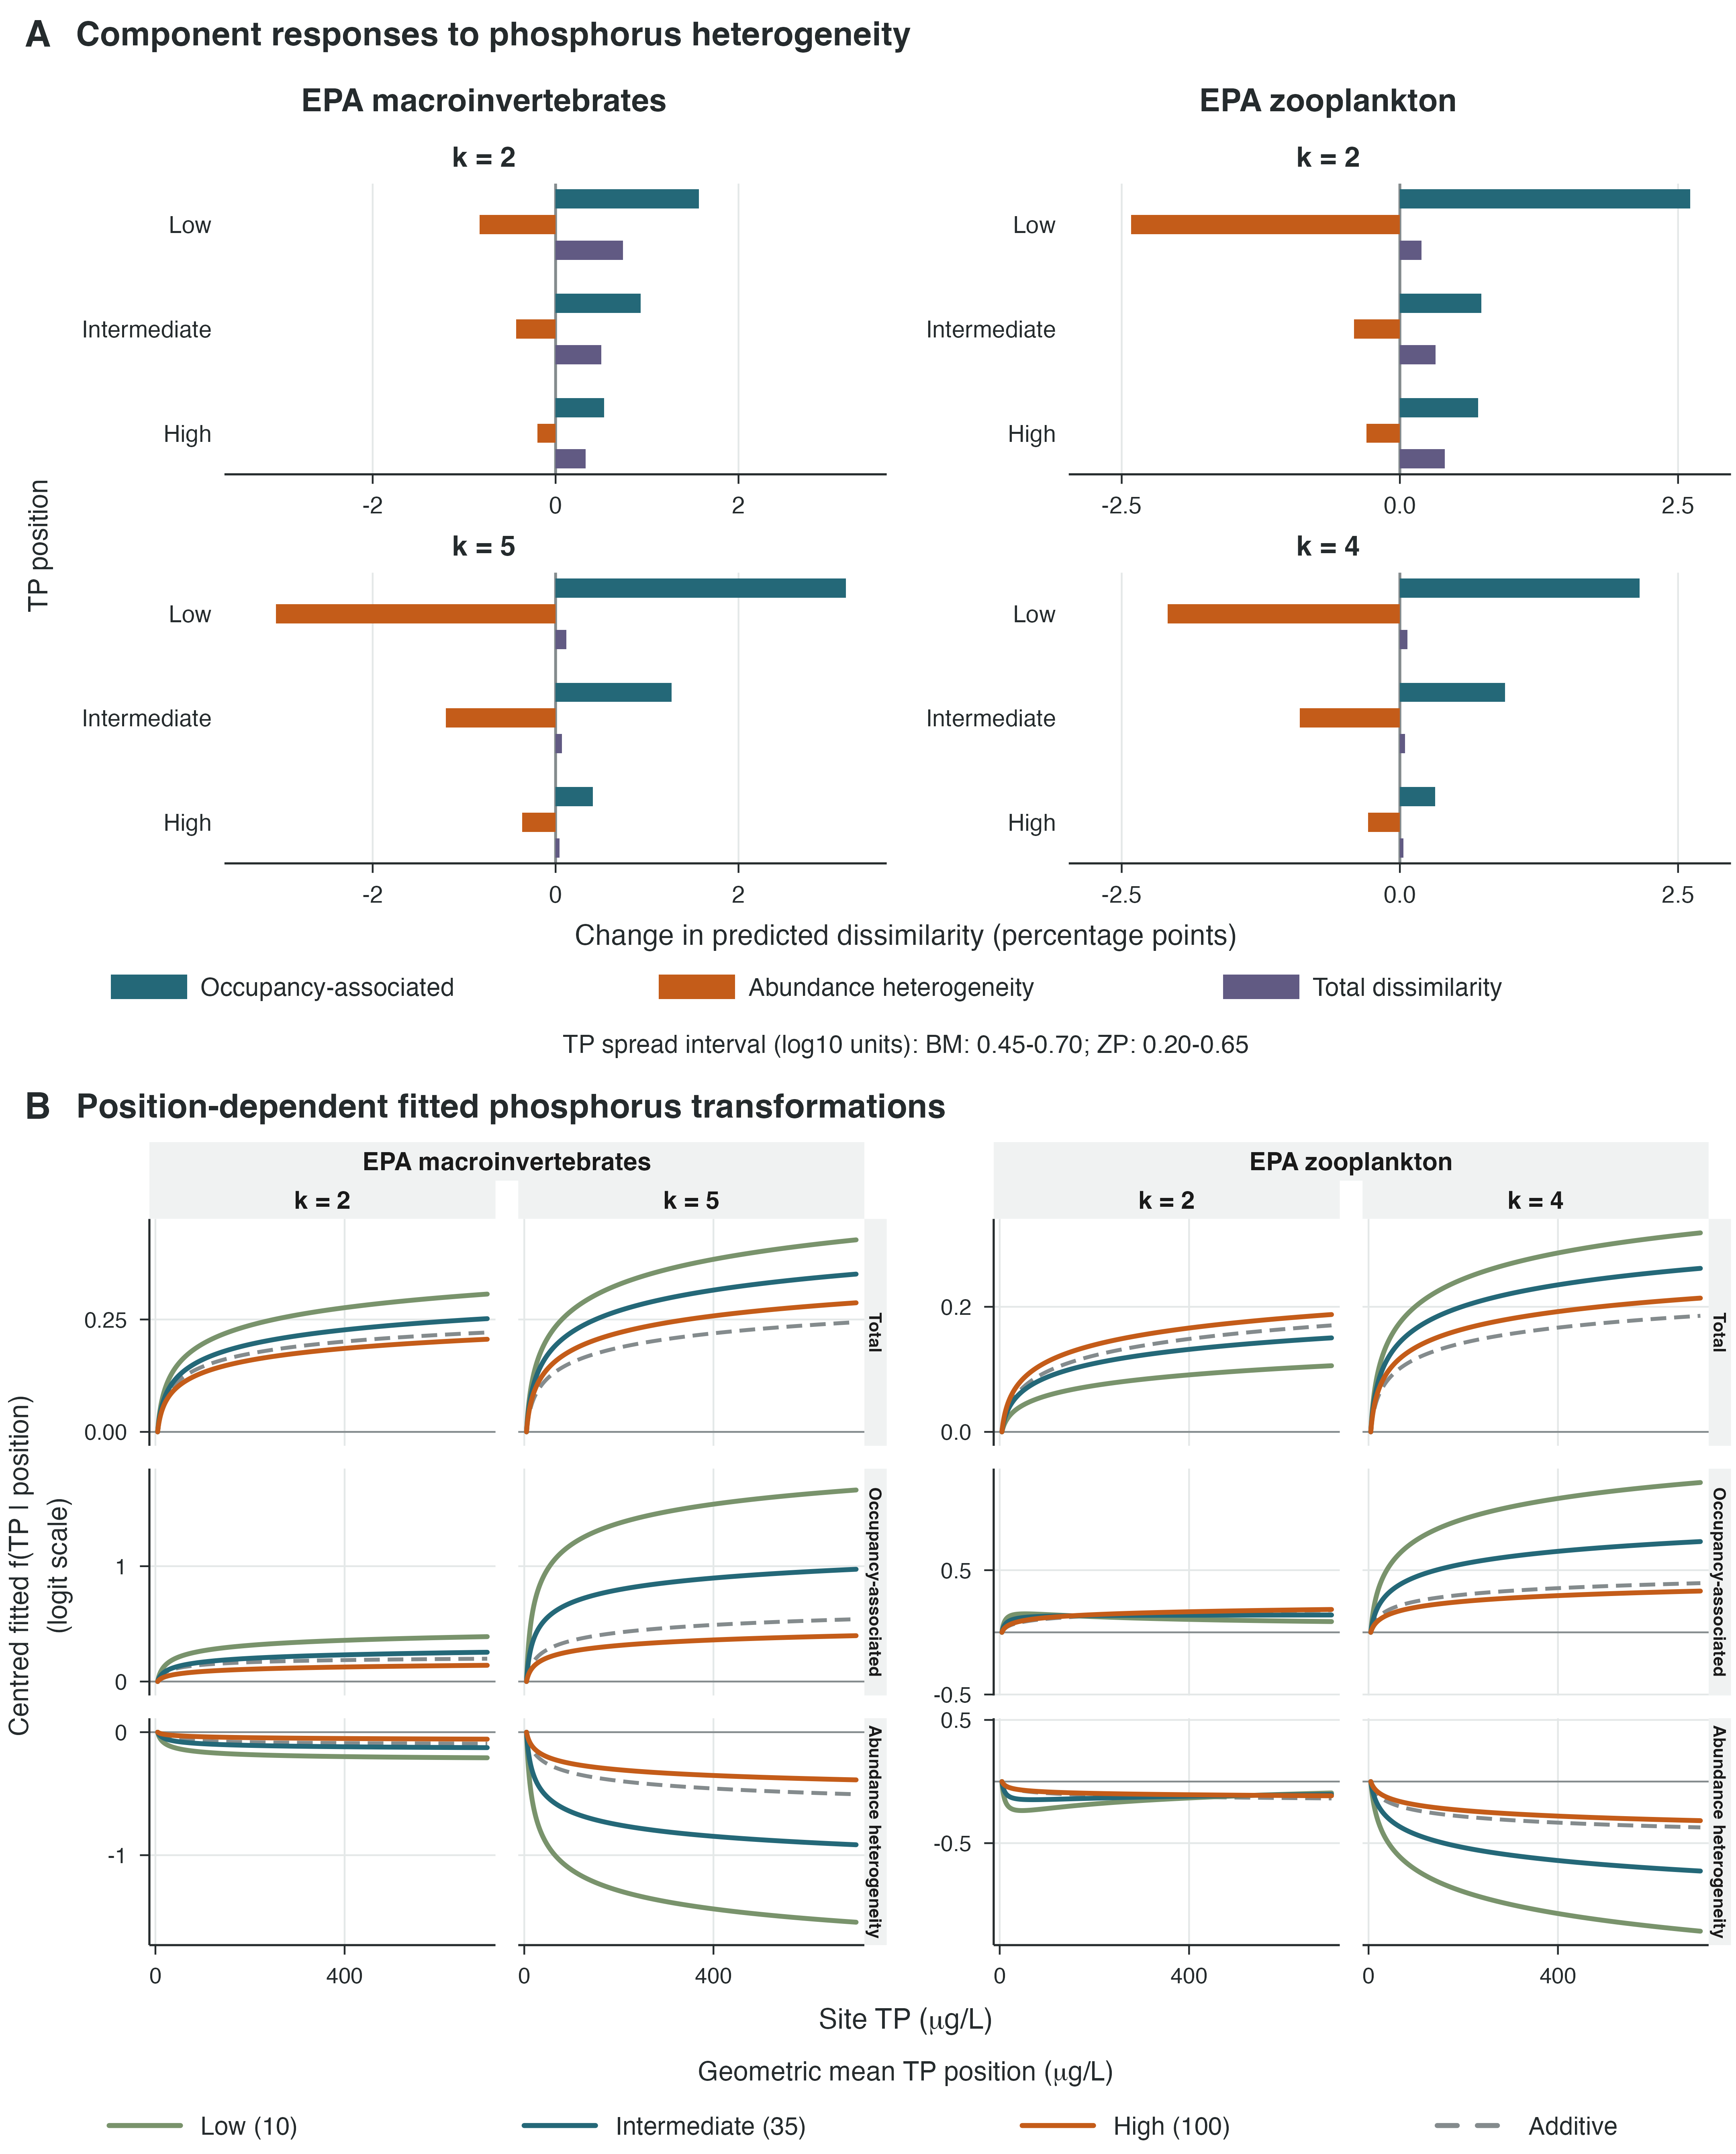 A Component responses to phosphorus heterogeneity
EPA macroinvertebrates
EPA zooplankton
k = 2
k = 2
Low
Intermediate
High
-2 0 2
Low
Intermediate
High
-2.5 0.0 2.5
TP position
k = 5
k = 4
Low
Intermediate
High
-2 0 2
Low
Intermediate
High
-2.5 0.0 2.5
Change in predicted dissimilarity (percentage points)
Occupancy-associated Abundance heterogeneity Total dissimilarity
TP spread interval (log10 units): BM: 0.45-0.70; ZP: 0.20-0.65
B Position-dependent fitted phosphorus transformations
EPA macroinvertebrates
EPA zooplankton
k = 2 k = 5
k = 2 k = 4
0.25
0.00
Total
0.2
0.0
Total
Centred fitted f(TP | position)
(logit scale)
1
0
Occupancy-associated
0.5
-0.5
Occupancy-associated
0
-1
Abundance heterogeneity
0.5
-0.5
Abundance heterogeneity
0 400 0 400
0 400 0 400
Site TP (μg/L)
Geometric mean TP position (μg/L)
Low (10) Intermediate (35) High (100) Additive